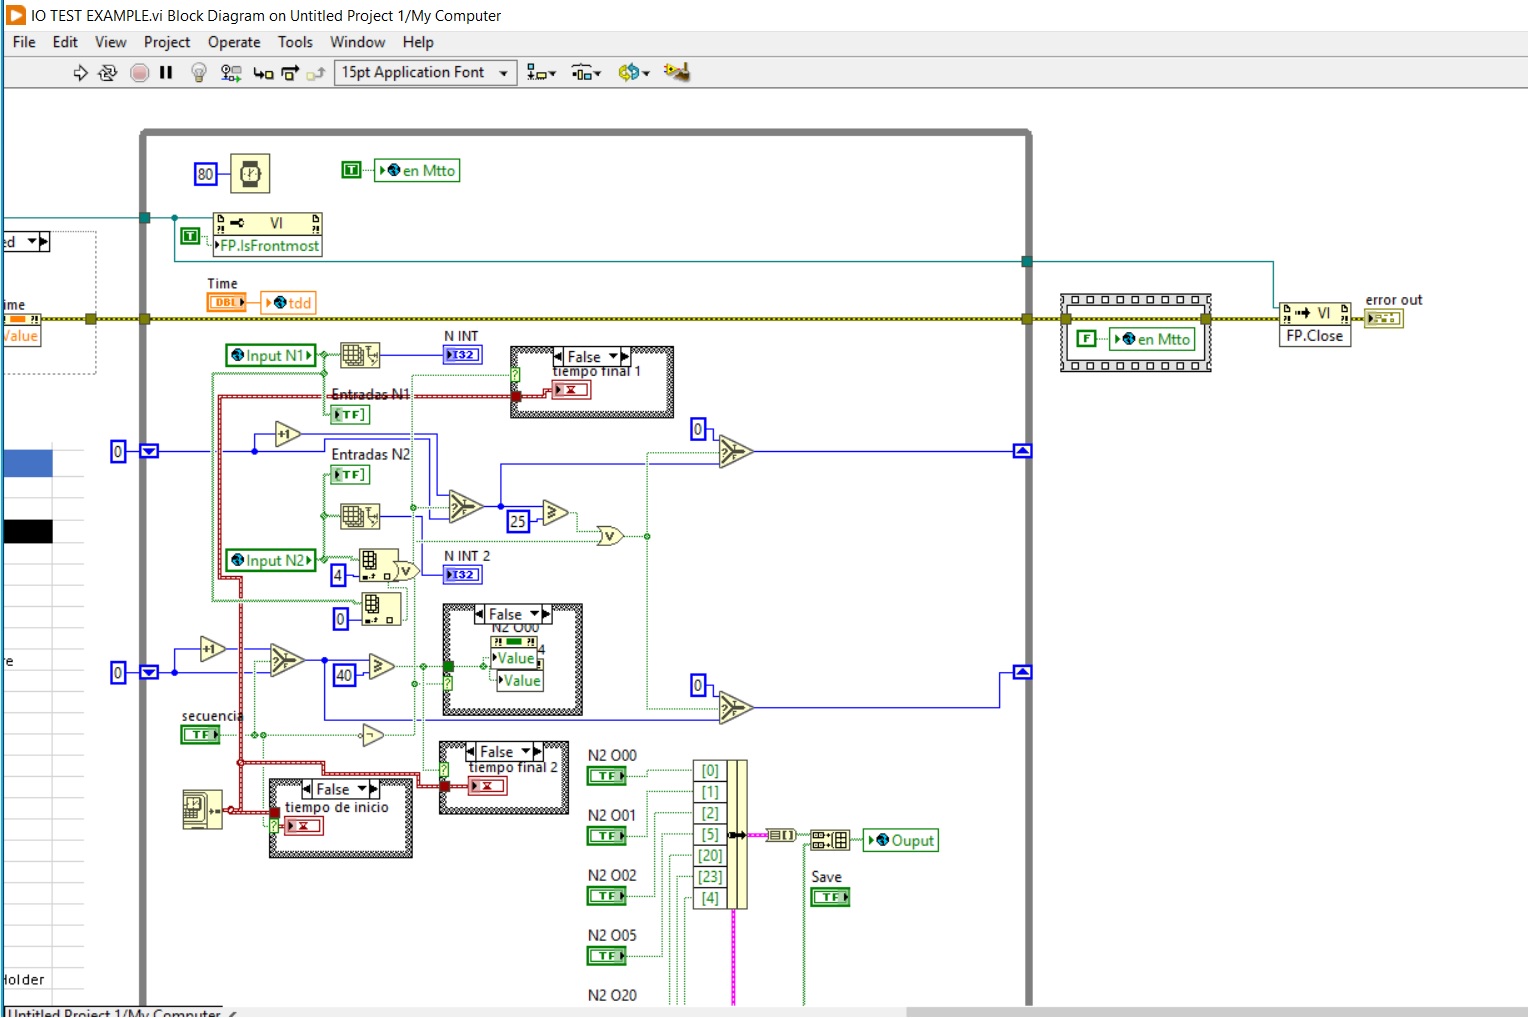 IO TEST EXAMPLE.vi Block Diagram on Untitled Project 1/My Computer
File Edit View Project Operate Tools Window Help
15pt Application Font
80
T
en Mtto
VI
T
FP.IsFrontmost
ed
Time
DBL
tdd
ime
Value
error out
VI
FP.Close
F
en Mtto
Input N1
N INT
I32
False
tiempo final 1
Entradas N1
TF
0
+1
0
Entradas N2
TF
25
V
Input N2
4
V
N INT 2
I32
0
False
N2 O00
4
Value
Value
0
+1
40
0
secuencia
TF
False
tiempo final 2
False
tiempo de inicio
N2 O00
TF
N2 O01
TF
N2 O02
TF
N2 O05
TF
N2 O20
[0]
[1]
[2]
[5]
[20]
[23]
[4]
Ouput
Save
TF
re
Holder
Untitled Project 1/My Computer